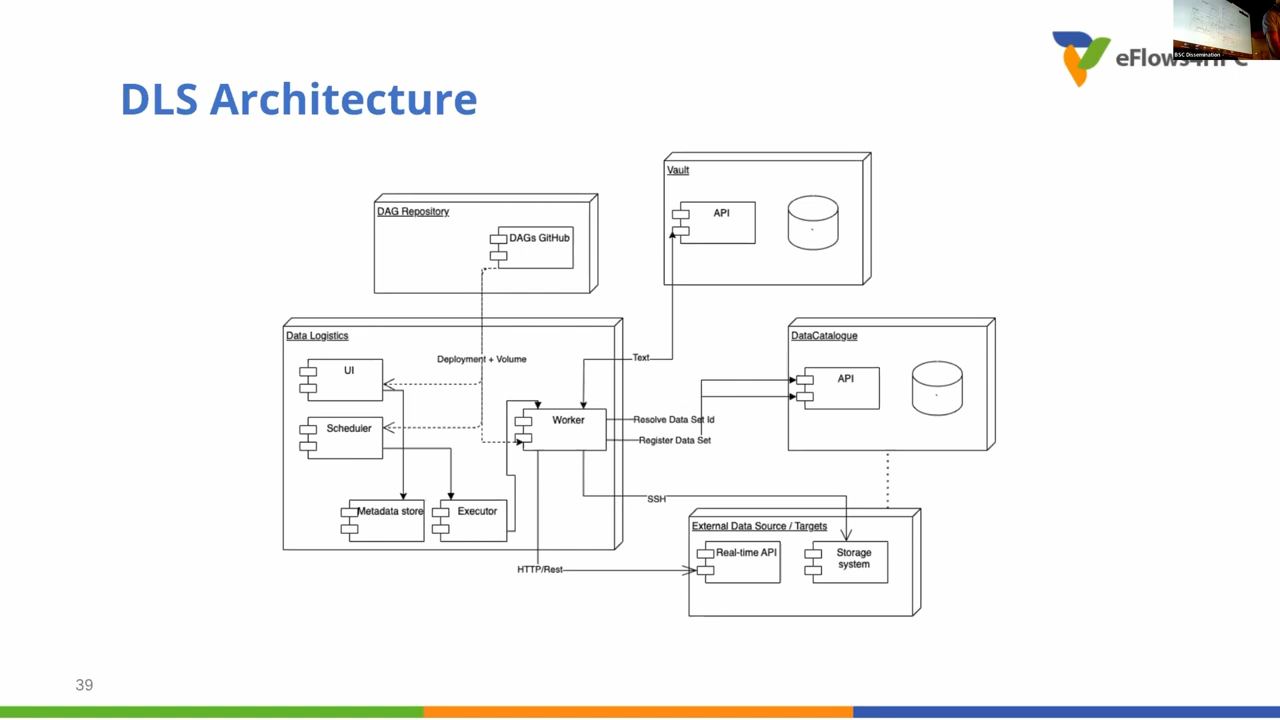 BSC Dissemination
eFlows4HPC
DLS Architecture
Vault
API
DAG Repository
DAGs GitHub
Data Logistics
UI
Deployment + Volume
Text
DataCatalogue
API
Scheduler
Worker
Resolve Data Set Id
Register Data Set
SSH
Metadata store
Executor
External Data Source / Targets
Real-time API
Storage
system
HTTP/Rest
39